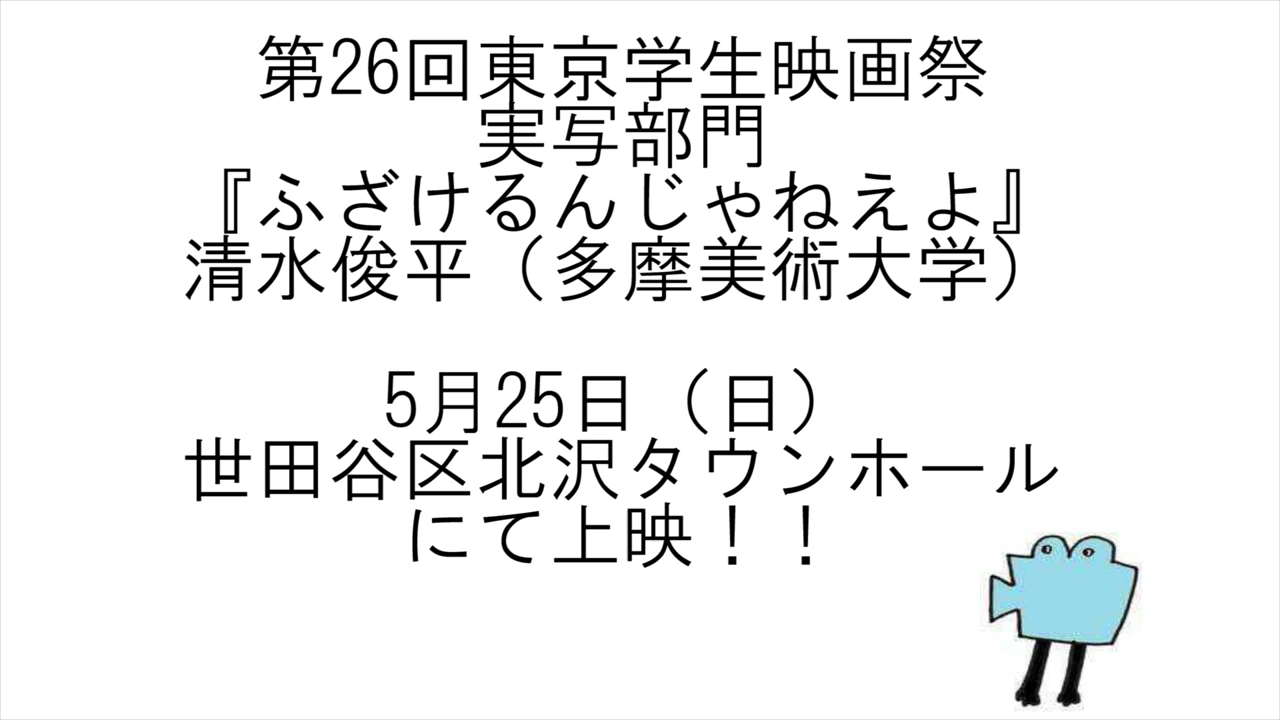 第26回東京学生映画祭
実写部門
『ふざけるんじゃねえよ』
清水俊平（多摩美術大学）
5月25日（日）
世田谷区北沢タウンホール
にて上映！！